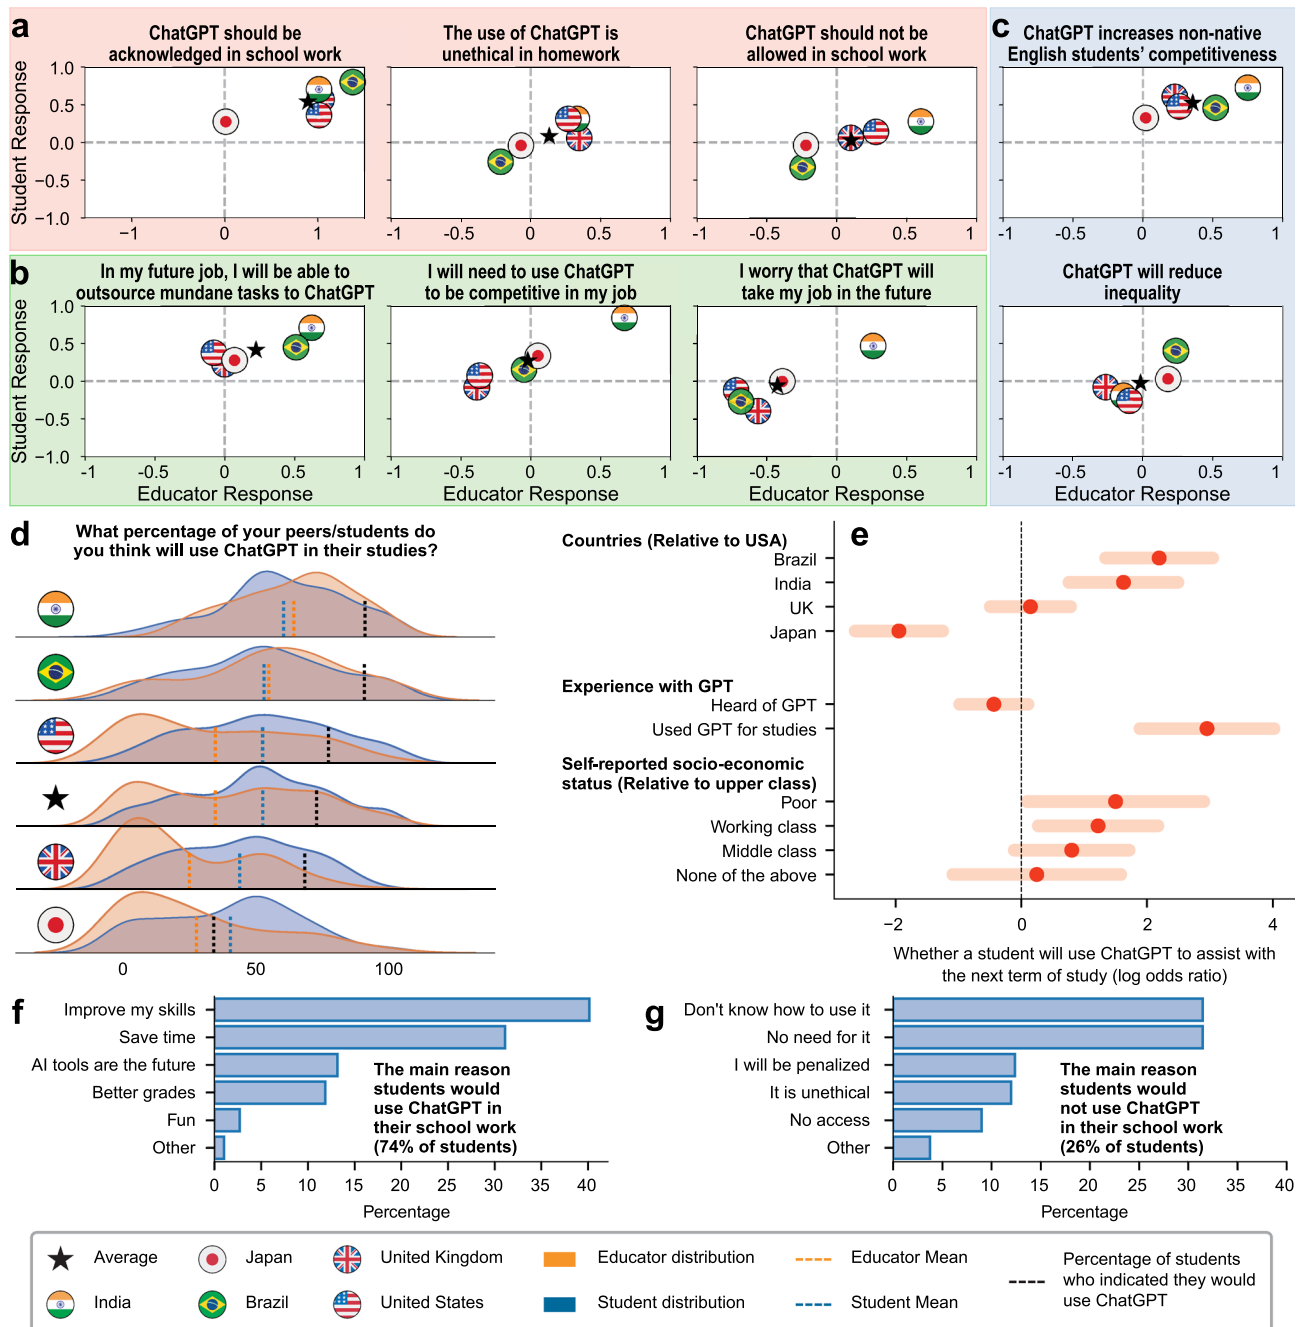 a
ChatGPT should be
acknowledged in school work
The use of ChatGPT is
unethical in homework
ChatGPT should not be
allowed in school work
c
ChatGPT increases non-native
English students' competitiveness
Student Response
1.0
0.5
0.0
−0.5
−1.0
−1
0
1
-1
-0.5
0
0.5
1
-1
-0.5
0
0.5
1
-1
-0.5
0
0.5
1
b
In my future job, I will be able to
outsource mundane tasks to ChatGPT
I will need to use ChatGPT
to be competitive in my job
I worry that ChatGPT will
take my job in the future
ChatGPT will reduce
inequality
Student Response
1.0
0.5
0.0
−0.5
−1.0
-1
-0.5
0
0.5
1
-1
-0.5
0
0.5
1
-1
-0.5
0
0.5
1
-1
-0.5
0
0.5
1
Educator Response
Educator Response
Educator Response
Educator Response
d
What percentage of your peers/students do
you think will use ChatGPT in their studies?
0
50
100
e
Countries (Relative to USA)
Brazil
India
UK
Japan
Experience with GPT
Heard of GPT
Used GPT for studies
Self-reported socio-economic
status (Relative to upper class)
Poor
Working class
Middle class
None of the above
−2
0
2
4
Whether a student will use ChatGPT to assist with
the next term of study (log odds ratio)
f
Improve my skills
Save time
AI tools are the future
Better grades
Fun
Other
The main reason
students would
use ChatGPT in
their school work
(74% of students)
0
5
10
15
20
25
30
35
40
Percentage
g
Don't know how to use it
No need for it
I will be penalized
It is unethical
No access
Other
The main reason
students would
not use ChatGPT
in their school work
(26% of students)
0
5
10
15
20
25
30
35
40
Percentage
Average
Japan
United Kingdom
Educator distribution
Educator Mean
Percentage of students
who indicated they would
use ChatGPT
India
Brazil
United States
Student distribution
Student Mean